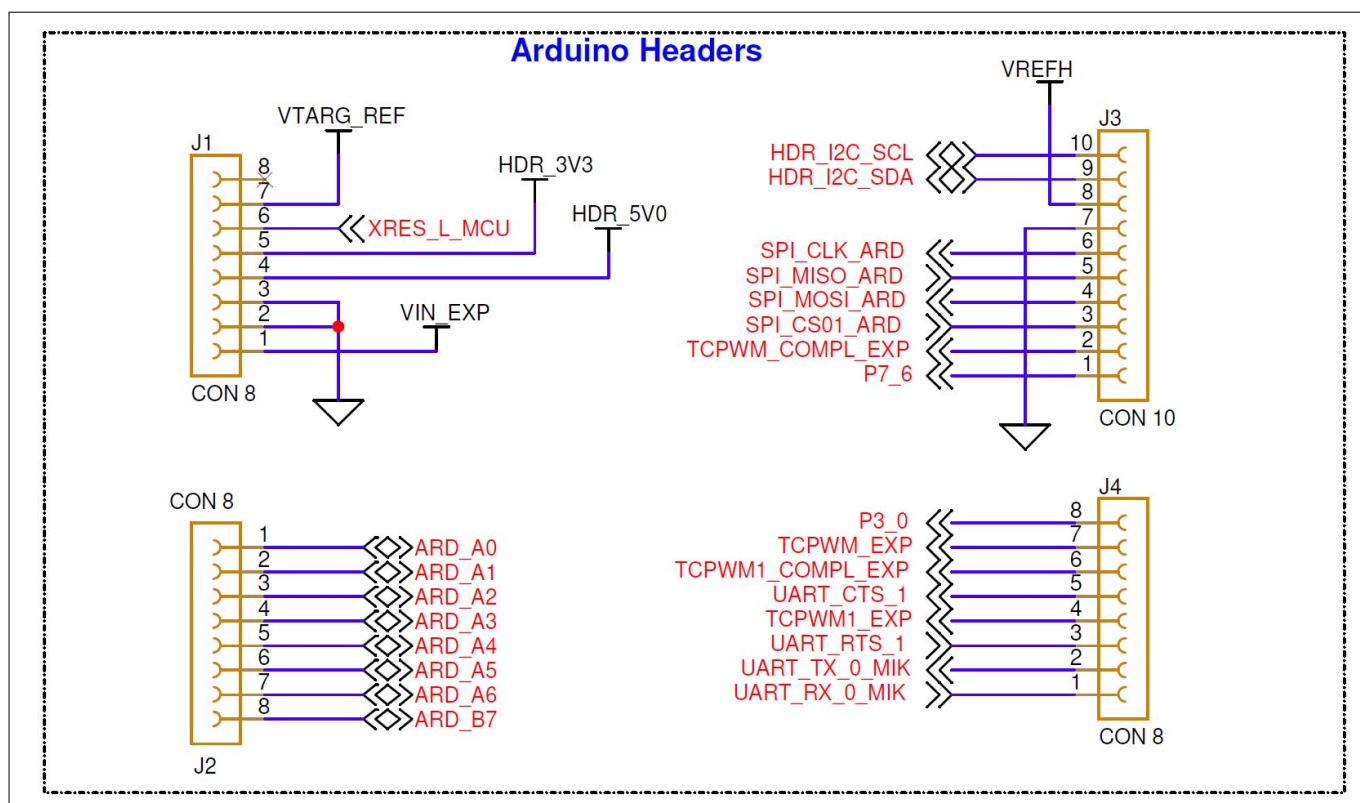 Arduino Headers
VTARG_REF
J1
8
7
6
5
4
3
2
1
XRES_L_MCU
HDR_3V3
HDR_5V0
VIN_EXP
CON 8
VREFH
J3
HDR_I2C_SCL 10
HDR_I2C_SDA 9
8
7
SPI_CLK_ARD 6
SPI_MISO_ARD 5
SPI_MOSI_ARD 4
SPI_CS01_ARD 3
TCPWM_COMPL_EXP 2
P7_6 1
CON 10
CON 8
1 ARD_A0
2 ARD_A1
3 ARD_A2
4 ARD_A3
5 ARD_A4
6 ARD_A5
7 ARD_A6
8 ARD_B7
J2
J4
P3_0 8
TCPWM_EXP 7
TCPWM1_COMPL_EXP 6
UART_CTS_1 5
TCPWM1_EXP 4
UART_RTS_1 3
UART_TX_0_MIK 2
UART_RX_0_MIK 1
CON 8